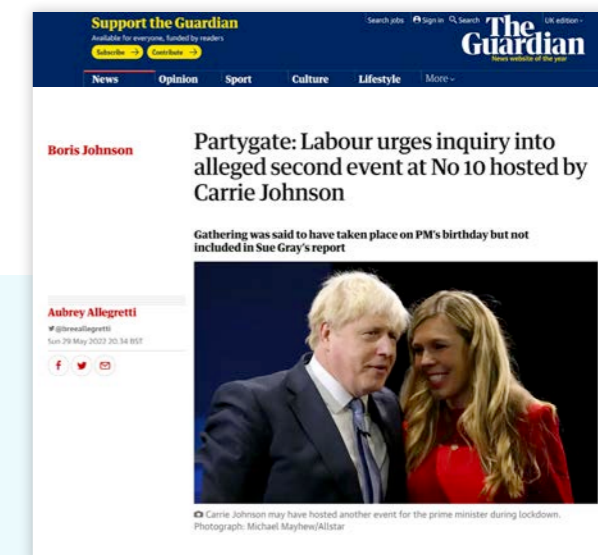 Support the Guardian
Available for everyone, funded by readers
Subscribe →
Contribute →
Search jobs
Sign in
Search
UK edition
The
Guardian
News website of the year
News
Opinion
Sport
Culture
Lifestyle
More
Boris Johnson
Partygate: Labour urges inquiry into
alleged second event at No 10 hosted by
Carrie Johnson
Gathering was said to have taken place on PM's birthday but not
included in Sue Gray's report
Aubrey Allegretti
@breeallegretti
Sun 29 May 2022 20.34 BST
Carrie Johnson may have hosted another event for the prime minister during lockdown.
Photograph: Michael Mayhew/Allstar